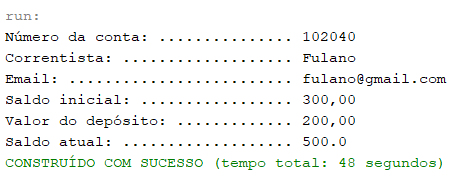 run:
Número da conta: ............... 102040
Correntista: ................... Fulano
Email: ......................... fulano@gmail.com
Saldo inicial: ................. 300,00
Valor do depósito: ............. 200,00
Saldo atual: ................... 500.0
CONSTRUÍDO COM SUCESSO (tempo total: 48 segundos)